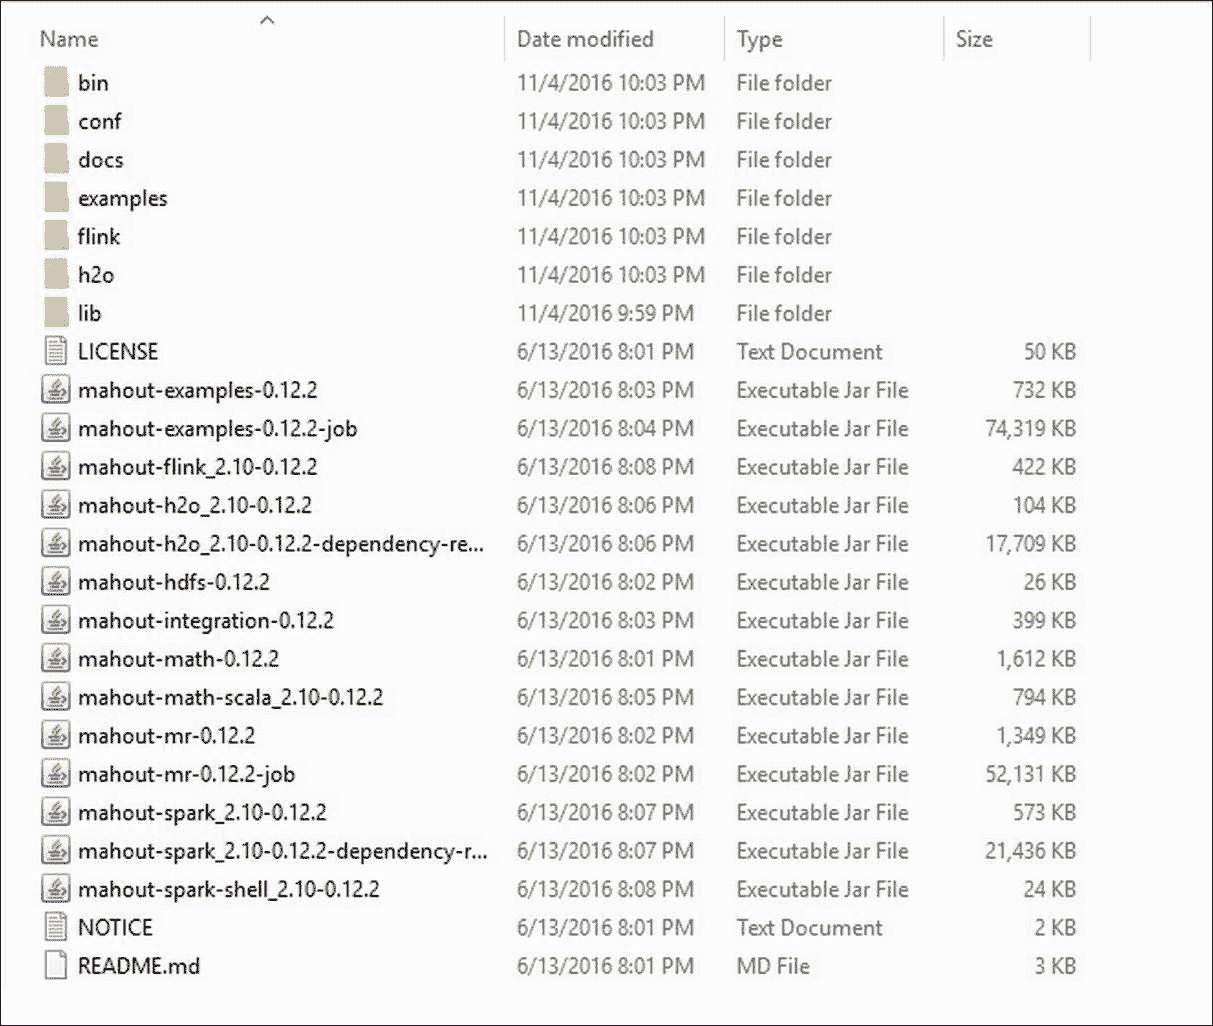 Name Date modified Type Size
bin 11/4/2016 10:03 PM File folder
conf 11/4/2016 10:03 PM File folder
docs 11/4/2016 10:03 PM File folder
examples 11/4/2016 10:03 PM File folder
flink 11/4/2016 10:03 PM File folder
h2o 11/4/2016 10:03 PM File folder
lib 11/4/2016 9:59 PM File folder
LICENSE 6/13/2016 8:01 PM Text Document 50 KB
mahout-examples-0.12.2 6/13/2016 8:03 PM Executable Jar File 732 KB
mahout-examples-0.12.2-job 6/13/2016 8:04 PM Executable Jar File 74,319 KB
mahout-flink_2.10-0.12.2 6/13/2016 8:08 PM Executable Jar File 422 KB
mahout-h2o_2.10-0.12.2 6/13/2016 8:06 PM Executable Jar File 104 KB
mahout-h2o_2.10-0.12.2-dependency-re... 6/13/2016 8:06 PM Executable Jar File 17,709 KB
mahout-hdfs-0.12.2 6/13/2016 8:02 PM Executable Jar File 26 KB
mahout-integration-0.12.2 6/13/2016 8:03 PM Executable Jar File 399 KB
mahout-math-0.12.2 6/13/2016 8:01 PM Executable Jar File 1,612 KB
mahout-math-scala_2.10-0.12.2 6/13/2016 8:05 PM Executable Jar File 794 KB
mahout-mr-0.12.2 6/13/2016 8:02 PM Executable Jar File 1,349 KB
mahout-mr-0.12.2-job 6/13/2016 8:02 PM Executable Jar File 52,131 KB
mahout-spark_2.10-0.12.2 6/13/2016 8:07 PM Executable Jar File 573 KB
mahout-spark_2.10-0.12.2-dependency-r... 6/13/2016 8:07 PM Executable Jar File 21,436 KB
mahout-spark-shell_2.10-0.12.2 6/13/2016 8:08 PM Executable Jar File 24 KB
NOTICE 6/13/2016 8:01 PM Text Document 2 KB
README.md 6/13/2016 8:01 PM MD File 3 KB